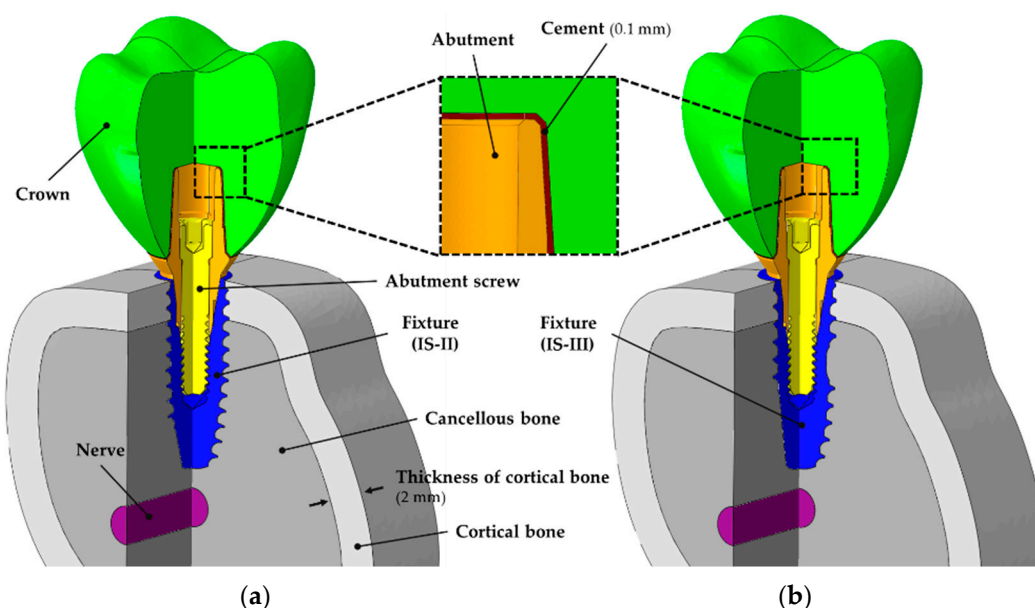 Cement (0.1 mm)
Abutment
Crown
Abutment screw
Fixture
(IS-II)
Fixture
(IS-III)
Cancellous bone
Nerve
Thickness of cortical bone
(2 mm)
Cortical bone
(a)
(b)